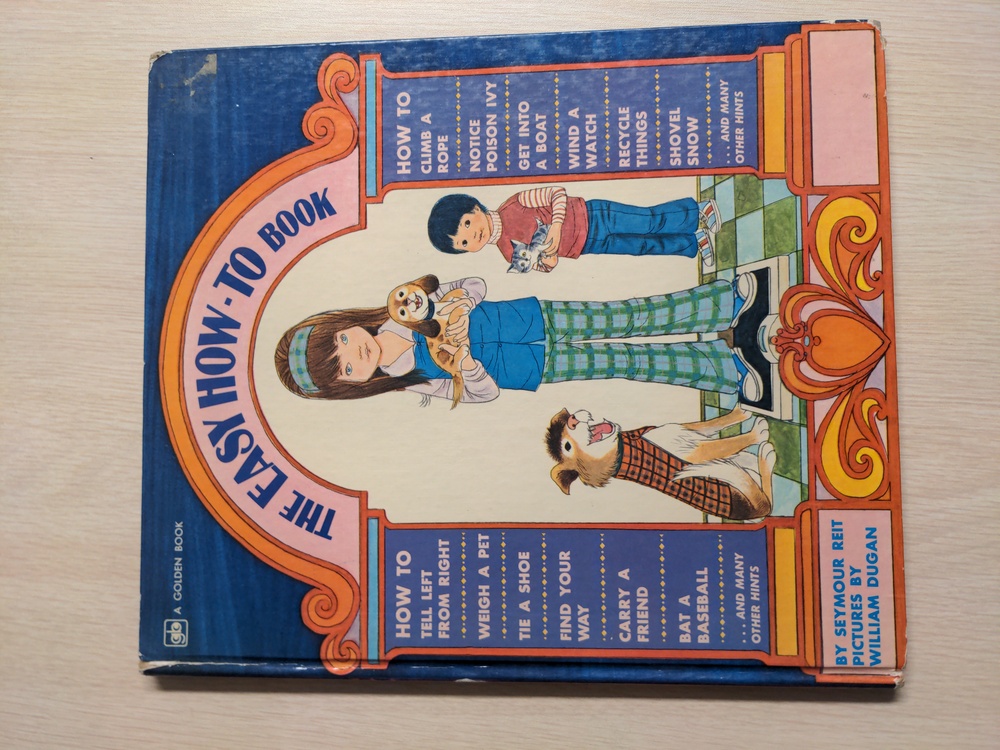 gb A GOLDEN BOOK
THE EASY HOW-TO BOOK
HOW TO
TELL LEFT
FROM RIGHT
WEIGH A PET
TIE A SHOE
FIND YOUR
WAY
CARRY A
FRIEND
BAT A
BASEBALL
...AND MANY
OTHER HINTS
HOW TO
CLIMB A
ROPE
NOTICE
POISON IVY
GET INTO
A BOAT
WIND A
WATCH
RECYCLE
THINGS
SHOVEL
SNOW
...AND MANY
OTHER HINTS
BY SEYMOUR REIT
PICTURES BY
WILLIAM DUGAN